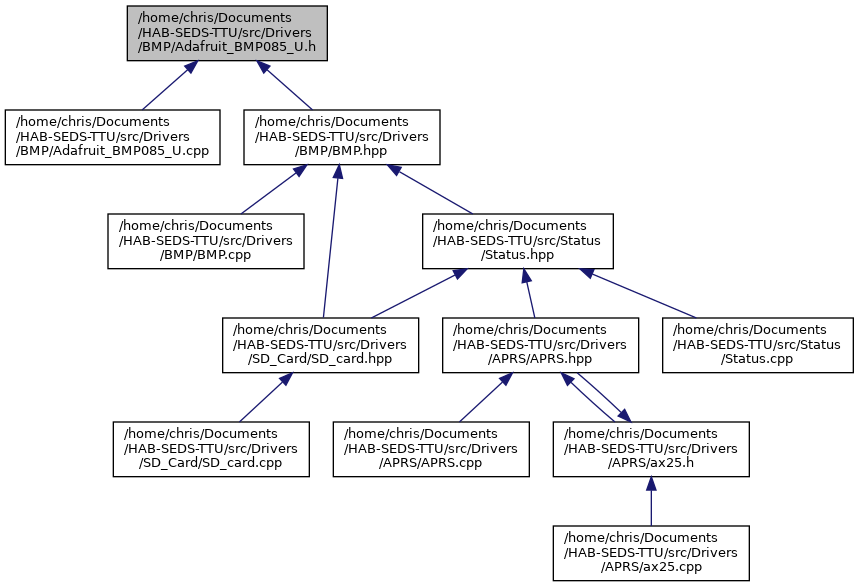 /home/chris/Documents
/HAB-SEDS-TTU/src/Drivers
/BMP/Adafruit_BMP085_U.h
/home/chris/Documents
/HAB-SEDS-TTU/src/Drivers
/BMP/Adafruit_BMP085_U.cpp
/home/chris/Documents
/HAB-SEDS-TTU/src/Drivers
/BMP/BMP.hpp
/home/chris/Documents
/HAB-SEDS-TTU/src/Drivers
/BMP/BMP.cpp
/home/chris/Documents
/HAB-SEDS-TTU/src/Status
/Status.hpp
/home/chris/Documents
/HAB-SEDS-TTU/src/Drivers
/SD_Card/SD_card.hpp
/home/chris/Documents
/HAB-SEDS-TTU/src/Drivers
/APRS/APRS.hpp
/home/chris/Documents
/HAB-SEDS-TTU/src/Status
/Status.cpp
/home/chris/Documents
/HAB-SEDS-TTU/src/Drivers
/SD_Card/SD_card.cpp
/home/chris/Documents
/HAB-SEDS-TTU/src/Drivers
/APRS/APRS.cpp
/home/chris/Documents
/HAB-SEDS-TTU/src/Drivers
/APRS/ax25.h
/home/chris/Documents
/HAB-SEDS-TTU/src/Drivers
/APRS/ax25.cpp